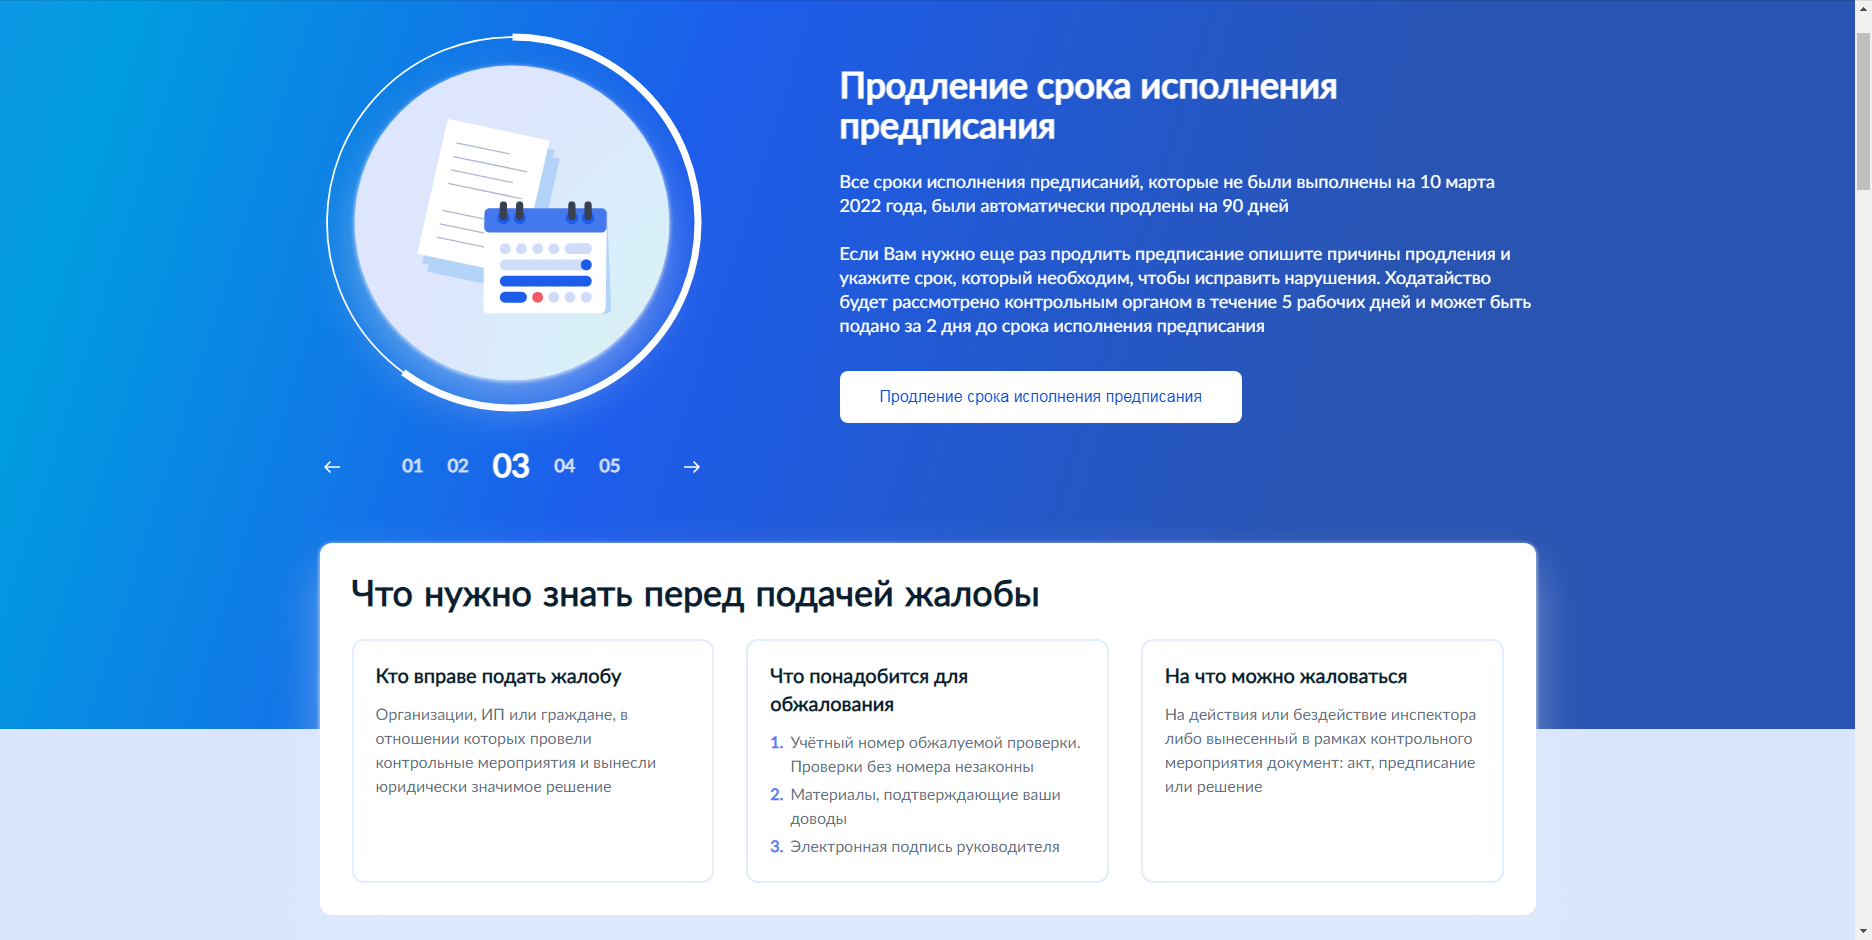 Продление срока исполнения
предписания
Все сроки исполнения предписаний, которые не были выполнены на 10 марта
2022 года, были автоматически продлены на 90 дней
Если Вам нужно еще раз продлить предписание опишите причины продления и
укажите срок, который необходим, чтобы исправить нарушения. Ходатайство
будет рассмотрено контрольным органом в течение 5 рабочих дней и может быть
подано за 2 дня до срока исполнения предписания
Продление срока исполнения предписания
01 02 03 04 05
Что нужно знать перед подачей жалобы
Кто вправе подать жалобу
Организации, ИП или граждане, в
отношении которых провели
контрольные мероприятия и вынесли
юридически значимое решение
Что понадобится для
обжалования
1. Учётный номер обжалуемой проверки.
Проверки без номера незаконны
2. Материалы, подтверждающие ваши
доводы
3. Электронная подпись руководителя
На что можно жаловаться
На действия или бездействие инспектора
либо вынесенный в рамках контрольного
мероприятия документ: акт, предписание
или решение